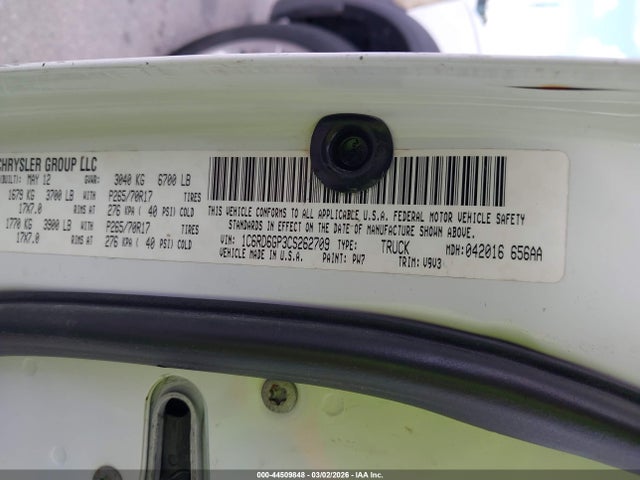 CHRYSLER GROUP LLC
(BUILT): MAY 12 GVWR: 3040 KG 6700 LB
1679 KG 3700 LB WITH P265/70R17 TIRES
17X7.0 RIMS AT 276 KPA ( 40 PSI) COLD
1770 KG 3900 LB WITH P265/70R17 TIRES
17X7.0 RIMS AT 276 KPA ( 40 PSI) COLD
THIS VEHICLE CONFORMS TO ALL APPLICABLE U.S.A. FEDERAL MOTOR VEHICLE SAFETY
STANDARDS IN EFFECT ON THE DATE OF MANUFACTURE SHOWN ABOVE.
VIN: 1C6RD6GP3CS262709 TYPE: TRUCK MDH: 042016 656AA
VEHICLE MADE IN U.S.A. PAINT: PW7 TRIM: V9V3
000-44509848 - 03/02/2026 - IAA Inc.